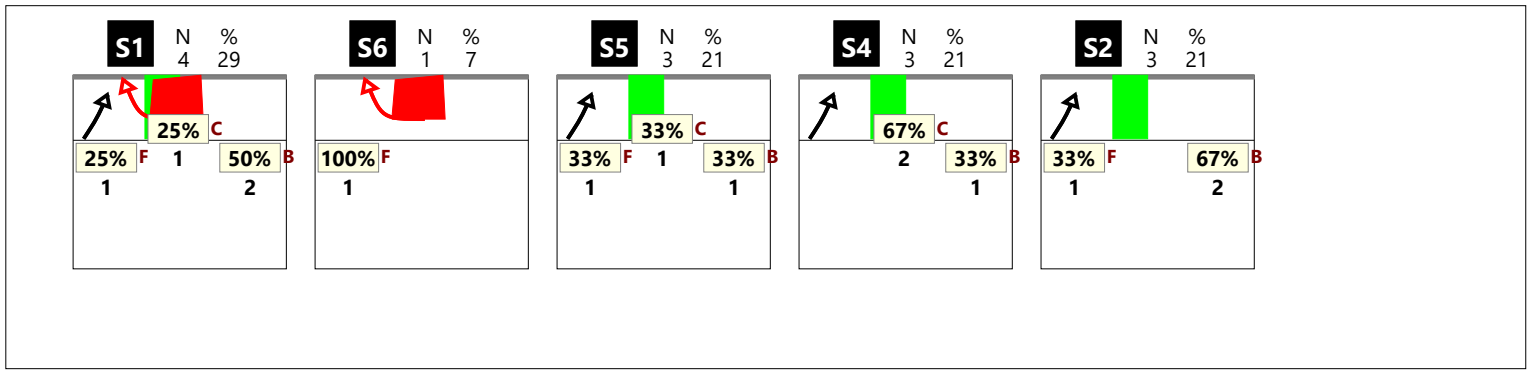 S1 N % S6 N % S5 N % S4 N % S2 N %
4 29 1 7 3 21 3 21 3 21
25% C 33% C 67% C
25% F 1 50% B 100% F 33% F 1 33% B 2 33% B 33% F 67% B
1 2 1 1 1 1 1 2